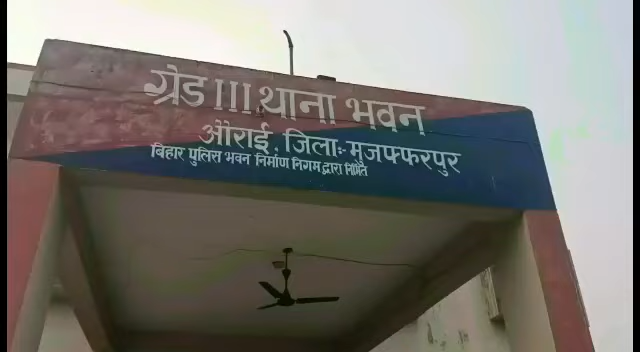 ग्रेड III थाना भवन
औराई, जिला:- मुजफ्फरपुर
बिहार पुलिस भवन निर्माण निगम द्वारा निर्मित